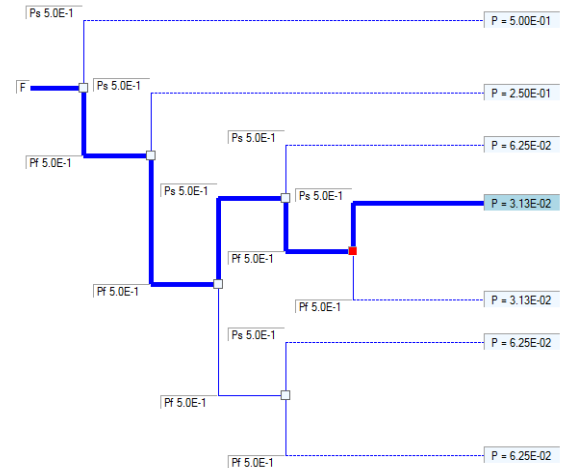 Ps 5.0E-1
P = 5.00E-01
F
Ps 5.0E-1
P = 2.50E-01
Ps 5.0E-1
P = 6.25E-02
Pf 5.0E-1
Ps 5.0E-1
Ps 5.0E-1
P = 3.13E-02
Pf 5.0E-1
Pf 5.0E-1
Pf 5.0E-1
P = 3.13E-02
Ps 5.0E-1
P = 6.25E-02
Pf 5.0E-1
Pf 5.0E-1
P = 6.25E-02